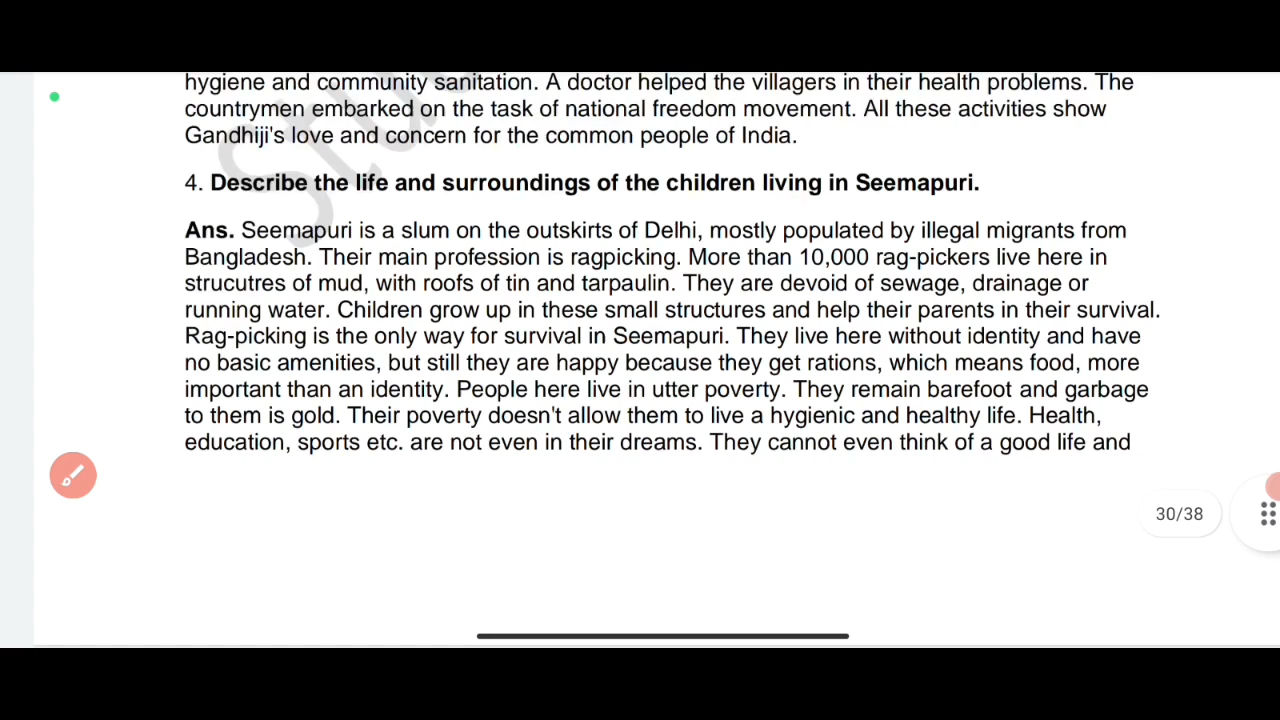 hygiene and community sanitation. A doctor helped the villagers in their health problems. The
countrymen embarked on the task of national freedom movement. All these activities show
Gandhiji's love and concern for the common people of India.
4. Describe the life and surroundings of the children living in Seemapuri.
Ans. Seemapuri is a slum on the outskirts of Delhi, mostly populated by illegal migrants from
Bangladesh. Their main profession is ragpicking. More than 10,000 rag-pickers live here in
strucutres of mud, with roofs of tin and tarpaulin. They are devoid of sewage, drainage or
running water. Children grow up in these small structures and help their parents in their survival.
Rag-picking is the only way for survival in Seemapuri. They live here without identity and have
no basic amenities, but still they are happy because they get rations, which means food, more
important than an identity. People here live in utter poverty. They remain barefoot and garbage
to them is gold. Their poverty doesn't allow them to live a hygienic and healthy life. Health,
education, sports etc. are not even in their dreams. They cannot even think of a good life and
30/38